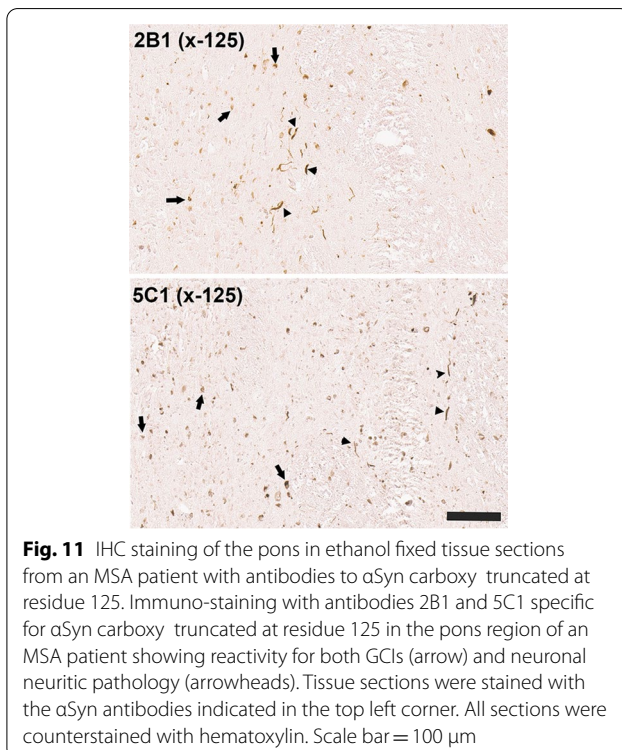 2B1 (x-125)
5C1 (x-125)
Fig. 11 IHC staining of the pons in ethanol fixed tissue sections
from an MSA patient with antibodies to αSyn carboxy truncated at
residue 125. Immuno-staining with antibodies 2B1 and 5C1 specific
for αSyn carboxy truncated at residue 125 in the pons region of an
MSA patient showing reactivity for both GCIs (arrow) and neuronal
neuritic pathology (arrowheads). Tissue sections were stained with
the αSyn antibodies indicated in the top left corner. All sections were
counterstained with hematoxylin. Scale bar = 100 μm